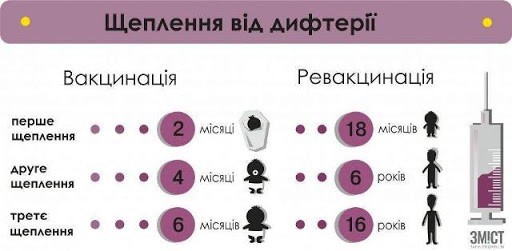 Щеплення від дифтерії
Вакцинація
Ревакцинація
перше
щеплення
2 місяці
18 місяців
друге
щеплення
4 місяці
6 років
третє
щеплення
6 місяців
16 років
ЗМІСТ